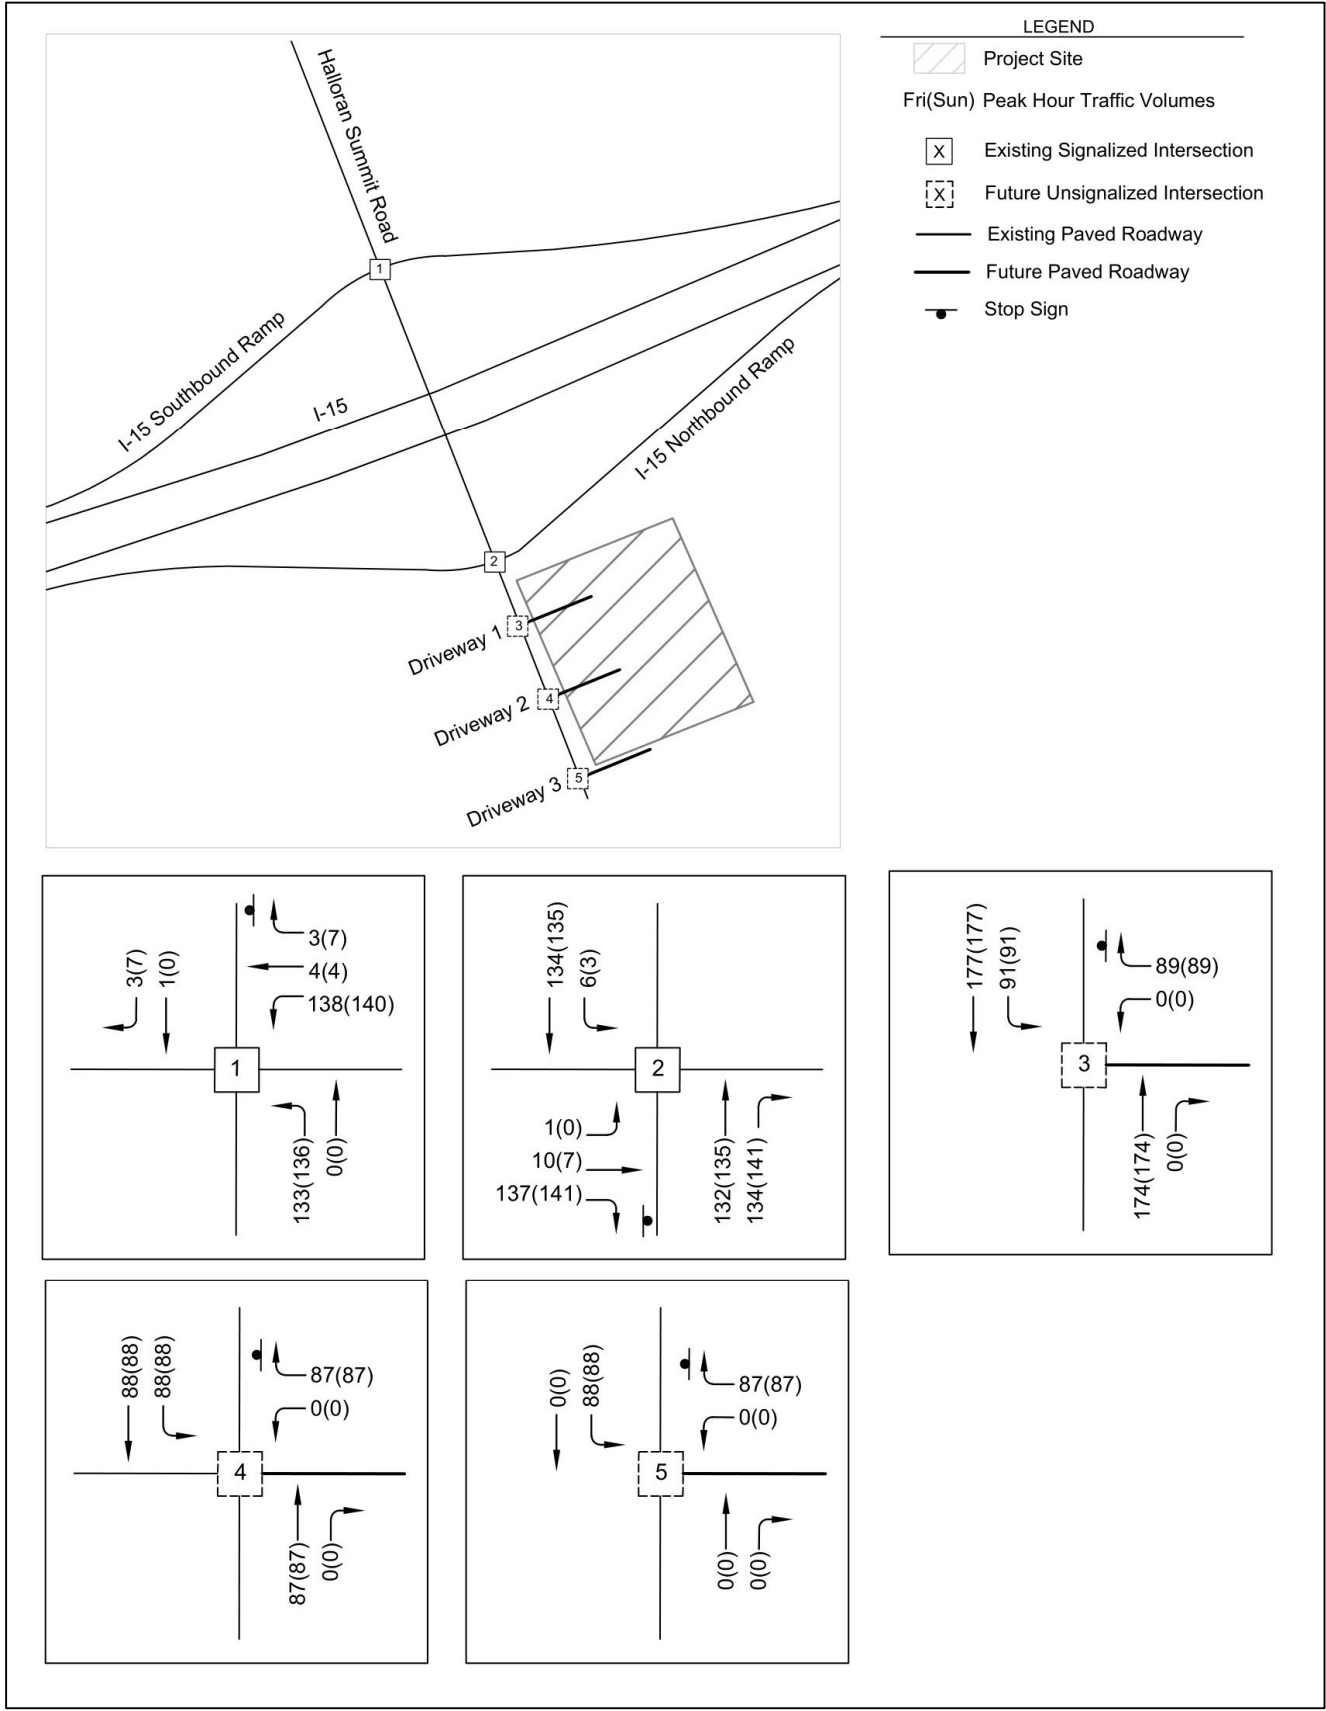 LEGEND
Project Site
Fri(Sun) Peak Hour Traffic Volumes
X Existing Signalized Intersection
X Future Unsignalized Intersection
Existing Paved Roadway
Future Paved Roadway
Stop Sign
Halloran Summit Road
1
I-15 Southbound Ramp
I-15
I-15 Northbound Ramp
2
3
Driveway 1
4
Driveway 2
5
Driveway 3
3(7)
1(0)
3(7)
4(4)
138(140)
1
133(136)
0(0)
134(135)
6(3)
2
1(0)
10(7)
137(141)
132(135)
134(141)
177(177)
91(91)
89(89)
0(0)
3
174(174)
0(0)
88(88)
88(88)
87(87)
0(0)
4
87(87)
0(0)
0(0)
88(88)
87(87)
0(0)
5
0(0)
0(0)